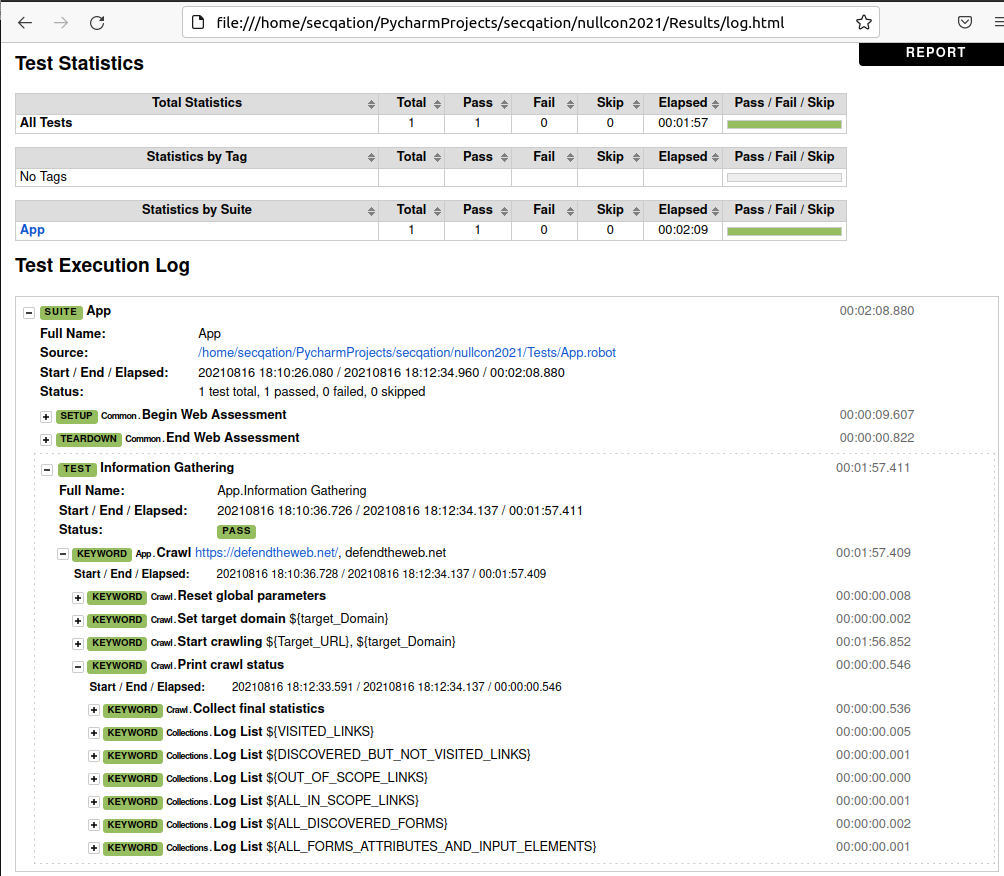 file:///home/secqation/PycharmProjects/secqation/nullcon2021/Results/log.html
REPORT
Test Statistics
Total Statistics Total Pass Fail Skip Elapsed Pass / Fail / Skip
All Tests 1 1 0 0 00:01:57
Statistics by Tag Total Pass Fail Skip Elapsed Pass / Fail / Skip
No Tags
Statistics by Suite Total Pass Fail Skip Elapsed Pass / Fail / Skip
App 1 1 0 0 00:02:09
Test Execution Log
SUITE App 00:02:08.880
Full Name: App
Source: /home/secqation/PycharmProjects/secqation/nullcon2021/Tests/App.robot
Start / End / Elapsed: 20210816 18:10:26.080 / 20210816 18:12:34.960 / 00:02:08.880
Status: 1 test total, 1 passed, 0 failed, 0 skipped
SETUP Common.Begin Web Assessment 00:00:09.607
TEARDOWN Common.End Web Assessment 00:00:00.822
TEST Information Gathering 00:01:57.411
Full Name: App.Information Gathering
Start / End / Elapsed: 20210816 18:10:36.726 / 20210816 18:12:34.137 / 00:01:57.411
Status: PASS
KEYWORD App.Crawl https://defendtheweb.net/, defendtheweb.net 00:01:57.409
Start / End / Elapsed: 20210816 18:10:36.728 / 20210816 18:12:34.137 / 00:01:57.409
KEYWORD Crawl.Reset global parameters 00:00:00.008
KEYWORD Crawl.Set target domain ${target_Domain} 00:00:00.002
KEYWORD Crawl.Start crawling ${Target_URL}, ${target_Domain} 00:01:56.852
KEYWORD Crawl.Print crawl status 00:00:00.546
Start / End / Elapsed: 20210816 18:12:33.591 / 20210816 18:12:34.137 / 00:00:00.546
KEYWORD Crawl.Collect final statistics 00:00:00.536
KEYWORD Collections.Log List ${VISITED_LINKS} 00:00:00.005
KEYWORD Collections.Log List ${DISCOVERED_BUT_NOT_VISITED_LINKS} 00:00:00.001
KEYWORD Collections.Log List ${OUT_OF_SCOPE_LINKS} 00:00:00.000
KEYWORD Collections.Log List ${ALL_IN_SCOPE_LINKS} 00:00:00.001
KEYWORD Collections.Log List ${ALL_DISCOVERED_FORMS} 00:00:00.002
KEYWORD Collections.Log List ${ALL_FORMS_ATTRIBUTES_AND_INPUT_ELEMENTS} 00:00:00.001